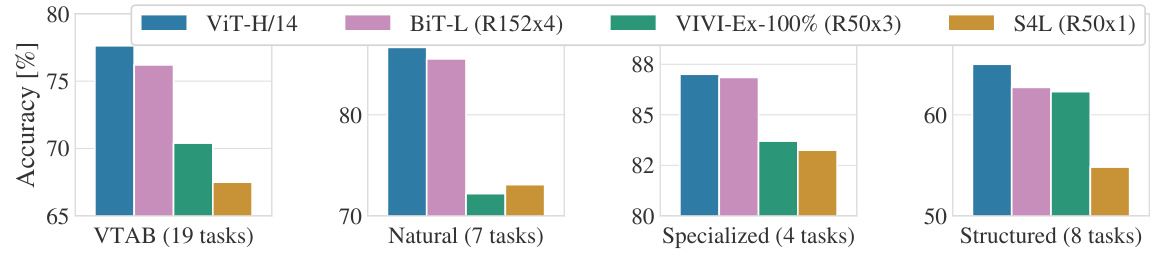 ViT-H/14 BiT-L (R152x4) VIVI-Ex-100% (R50x3) S4L (R50x1)
Accuracy [%]
80
75
70
65
VTAB (19 tasks)
80
70
Natural (7 tasks)
88
85
82
80
Specialized (4 tasks)
60
50
Structured (8 tasks)